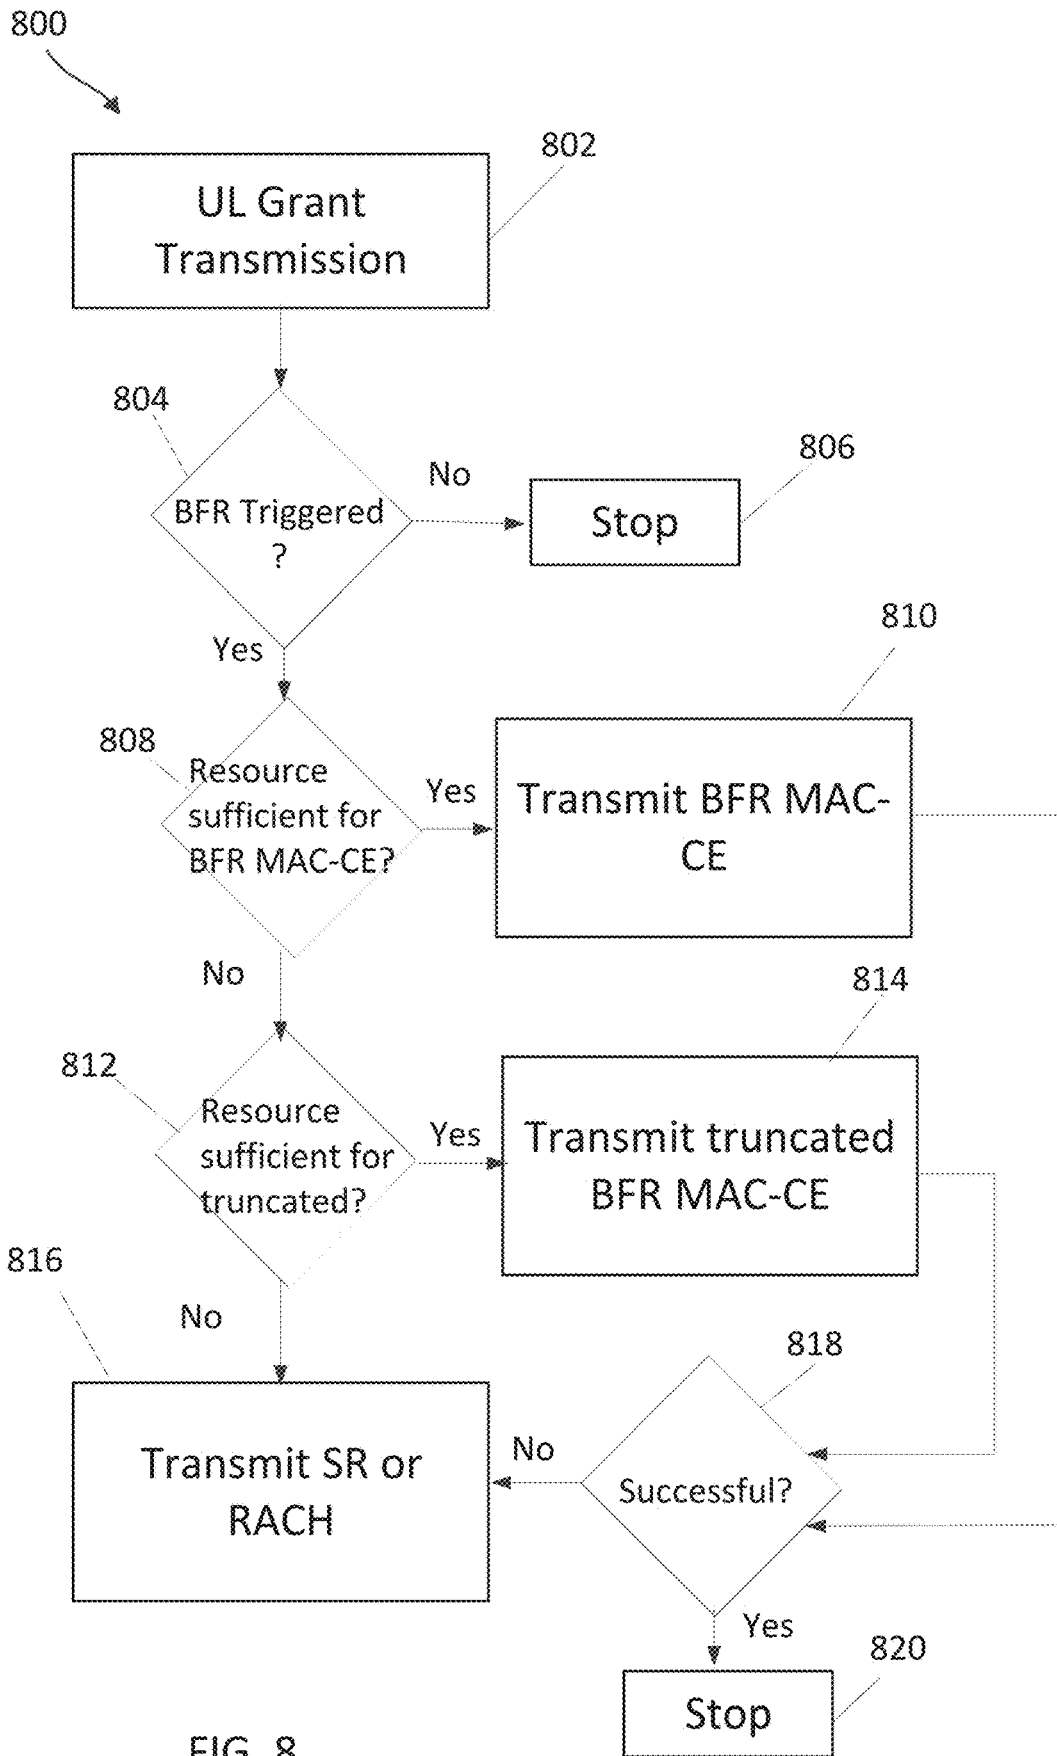 800
802
UL Grant
Transmission
804
BFR Triggered
?
No
806
Stop
Yes
808
Resource
sufficient for
BFR MAC-CE?
Yes
810
Transmit BFR MAC-
CE
No
812
Resource
sufficient for
truncated?
Yes
814
Transmit truncated
BFR MAC-CE
816
No
Transmit SR or
RACH
818
Successful?
No
Yes
820
Stop
FIG. 8